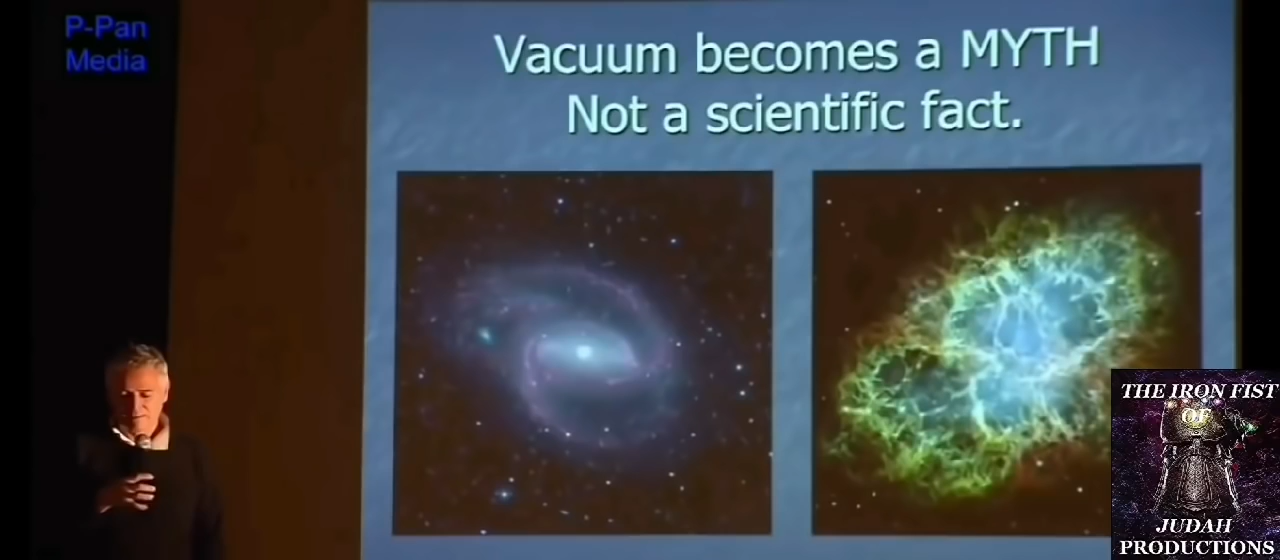 P-Pan
Media
Vacuum becomes a MYTH
Not a scientific fact.
THE IRON FIST
OF
JUDAH
PRODUCTIONS